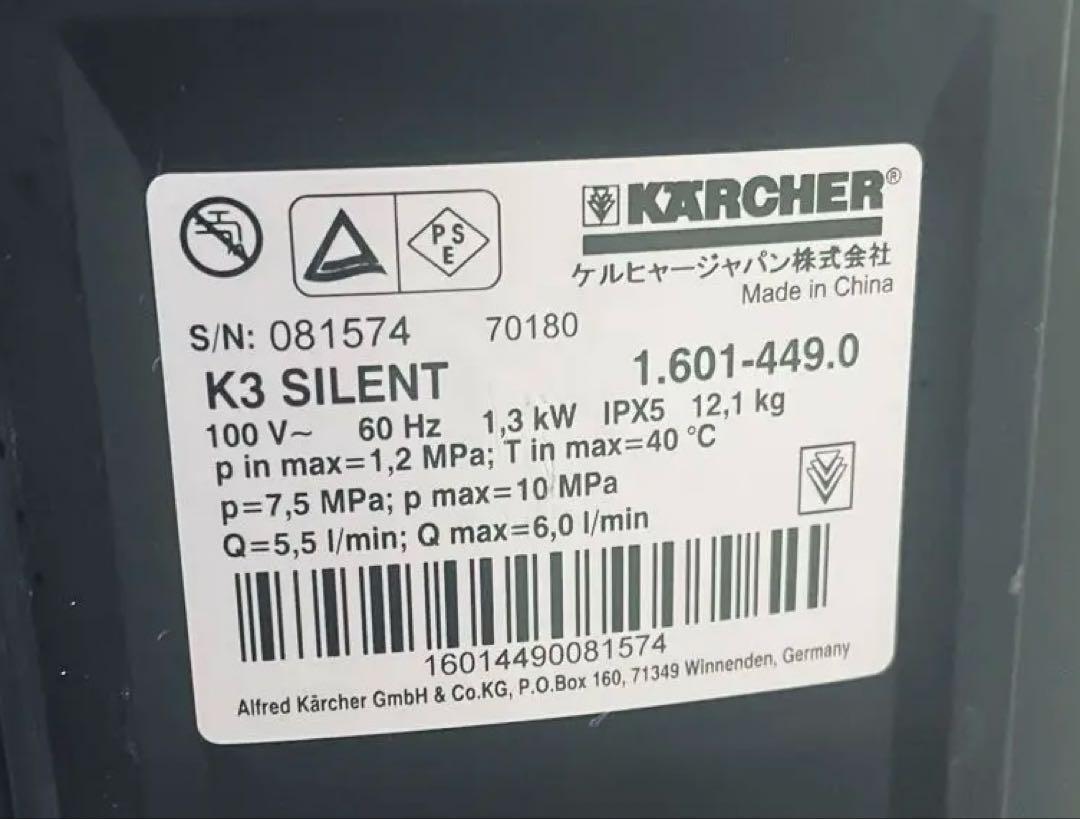 PSE
KÄRCHER®
ケルヒャージャパン株式会社
Made in China
S/N: 081574 70180
K3 SILENT 1.601-449.0
100 V~ 60 Hz 1,3 kW IPX5 12,1 kg
p in max=1,2 MPa; T in max=40 °C
p=7,5 MPa; p max=10 MPa
Q=5,5 l/min; Q max=6,0 l/min
16014490081574
Alfred Kärcher GmbH & Co.KG, P.O.Box 160, 71349 Winnenden, Germany